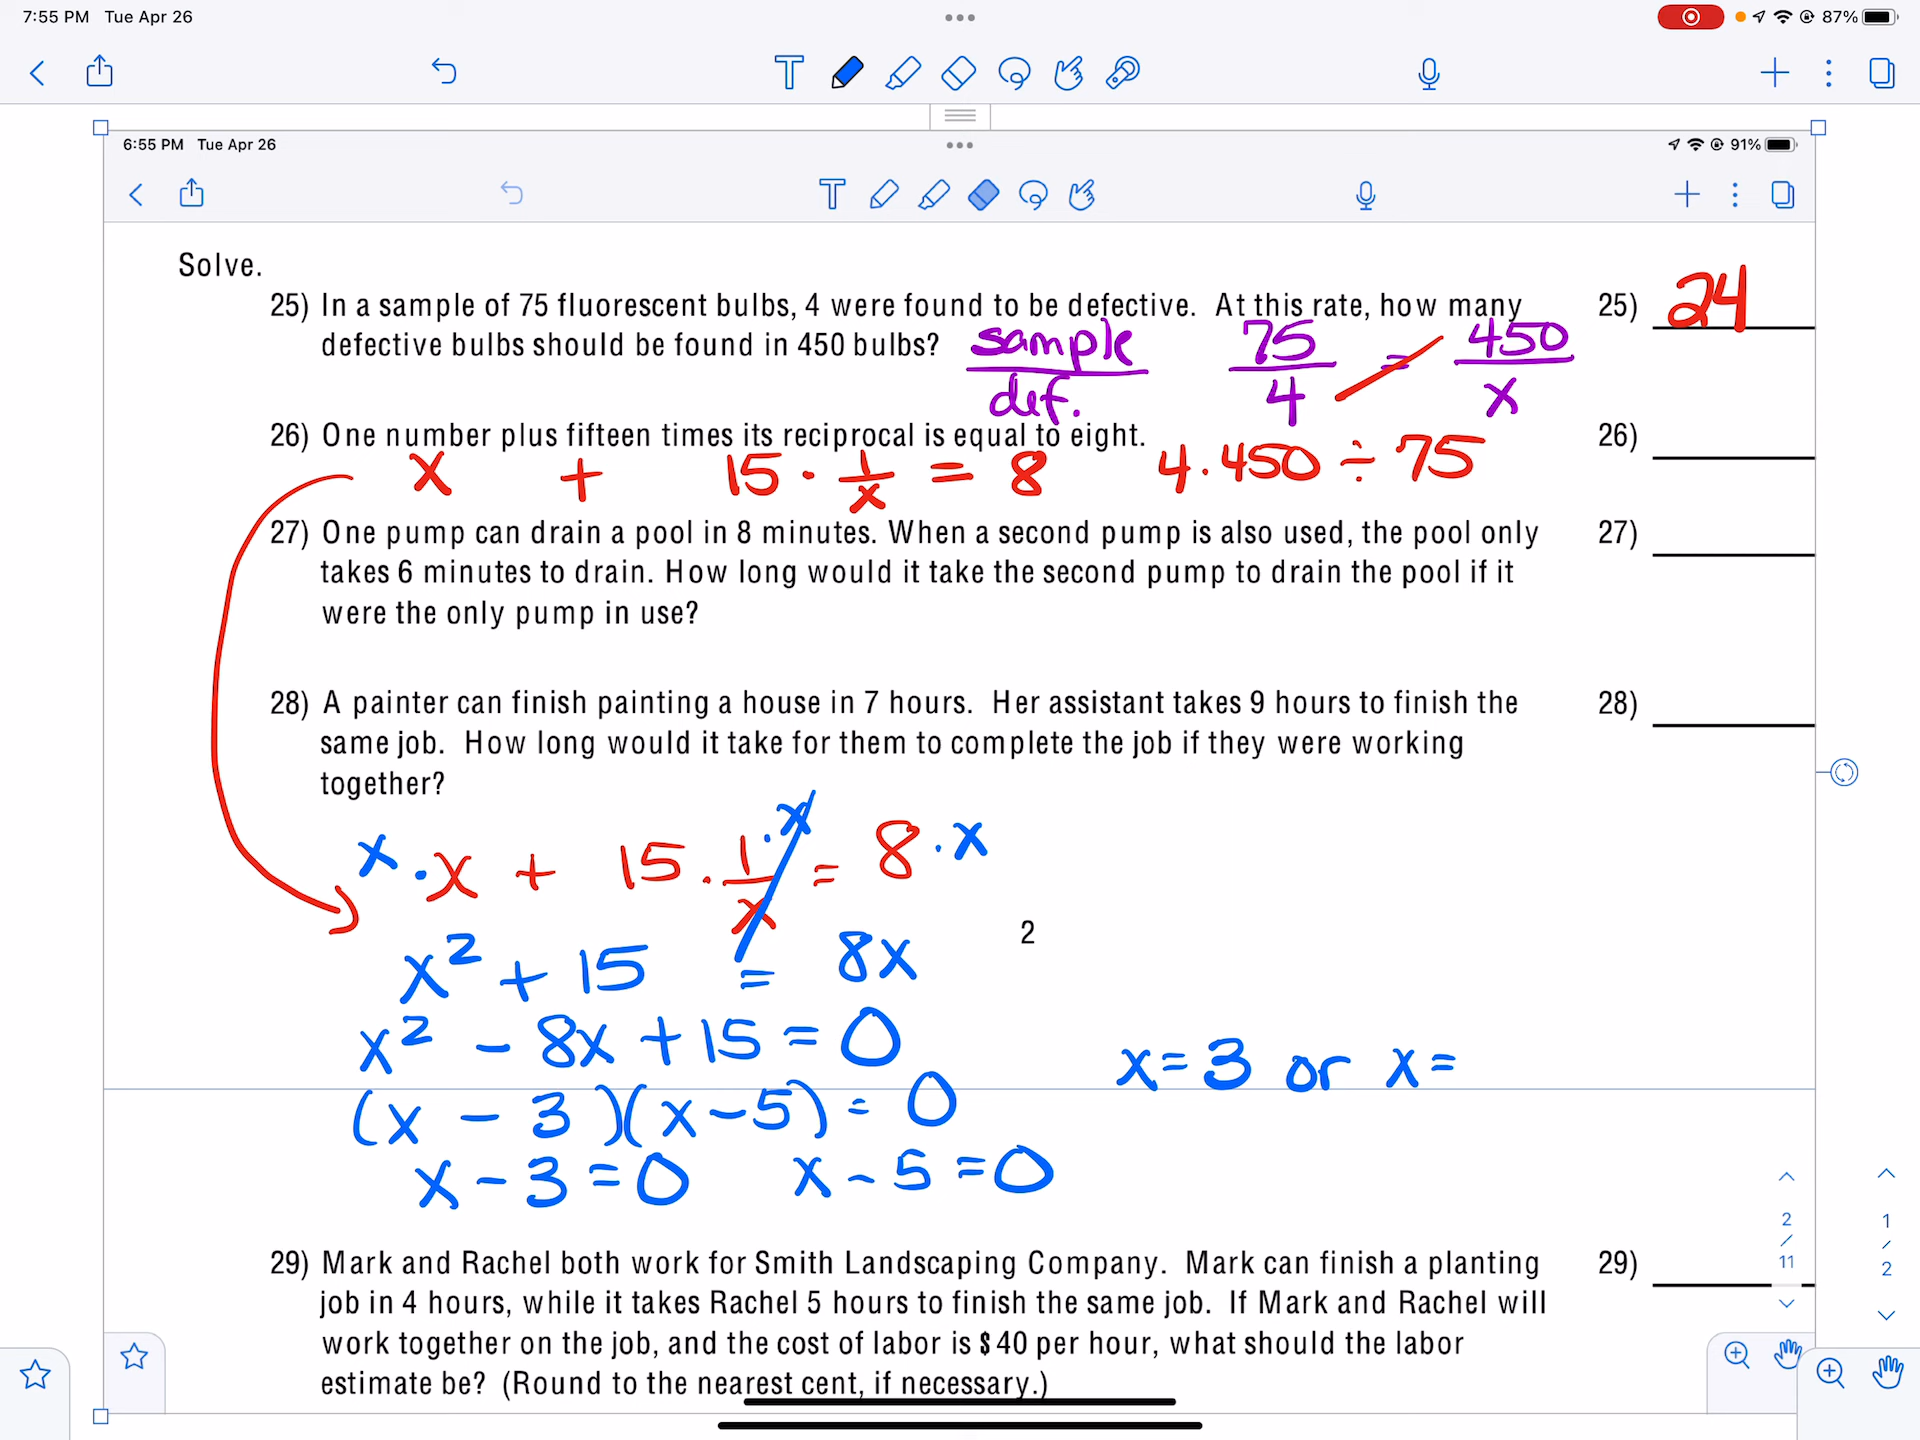 7:55 PM Tue Apr 26
87%
6:55 PM Tue Apr 26
91%
Solve.
25) In a sample of 75 fluorescent bulbs, 4 were found to be defective. At this rate, how many 25) 24
defective bulbs should be found in 450 bulbs? sample/def. 75/4 = 450/x
26) One number plus fifteen times its reciprocal is equal to eight. 26)
x + 15 · 1/x = 8 4 · 450 ÷ 75
27) One pump can drain a pool in 8 minutes. When a second pump is also used, the pool only 27)
takes 6 minutes to drain. How long would it take the second pump to drain the pool if it
were the only pump in use?
28) A painter can finish painting a house in 7 hours. Her assistant takes 9 hours to finish the 28)
same job. How long would it take for them to complete the job if they were working
together?
x · x + 15 · 1/x · x = 8 · x
2
x² + 15 = 8x
x² - 8x + 15 = 0
x = 3 or x =
(x - 3)(x - 5) = 0
x - 3 = 0 x - 5 = 0
29) Mark and Rachel both work for Smith Landscaping Company. Mark can finish a planting 29)
job in 4 hours, while it takes Rachel 5 hours to finish the same job. If Mark and Rachel will
work together on the job, and the cost of labor is $40 per hour, what should the labor
estimate be? (Round to the nearest cent, if necessary.)
2 / 11
1 / 2